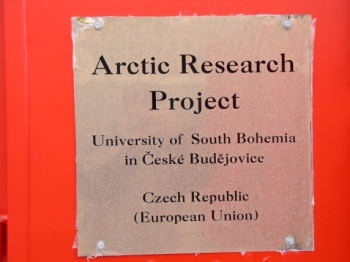 Arctic Research
Project
University of South Bohemia
in České Budějovice
Czech Republic
(European Union)